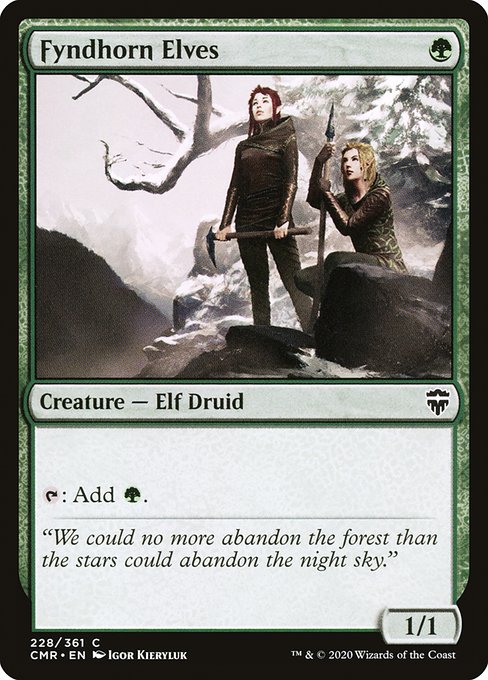 Fyndhorn Elves
Creature — Elf Druid
: Add .
“We could no more abandon the forest than
the stars could abandon the night sky.”
1/1
228/361 C
CMR • EN Igor Kieryluk
™ & © 2020 Wizards of the Coast